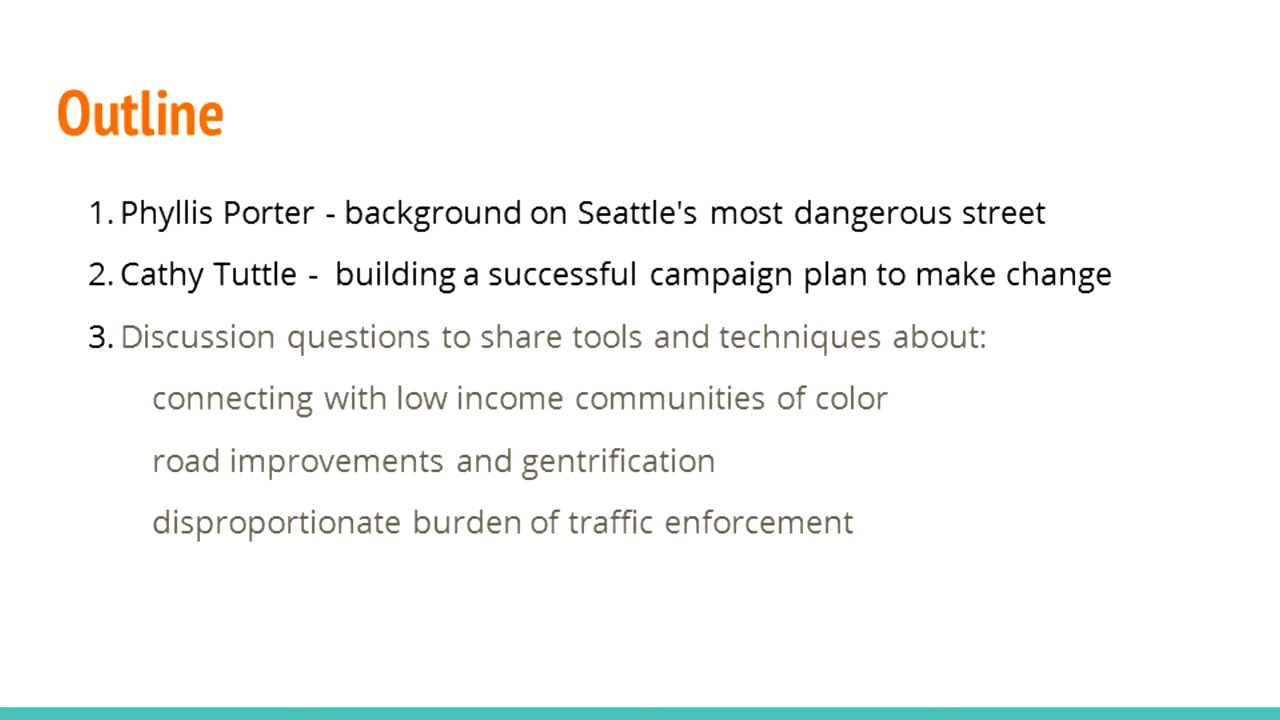 Outline
1. Phyllis Porter - background on Seattle's most dangerous street
2. Cathy Tuttle - building a successful campaign plan to make change
3. Discussion questions to share tools and techniques about:
connecting with low income communities of color
road improvements and gentrification
disproportionate burden of traffic enforcement